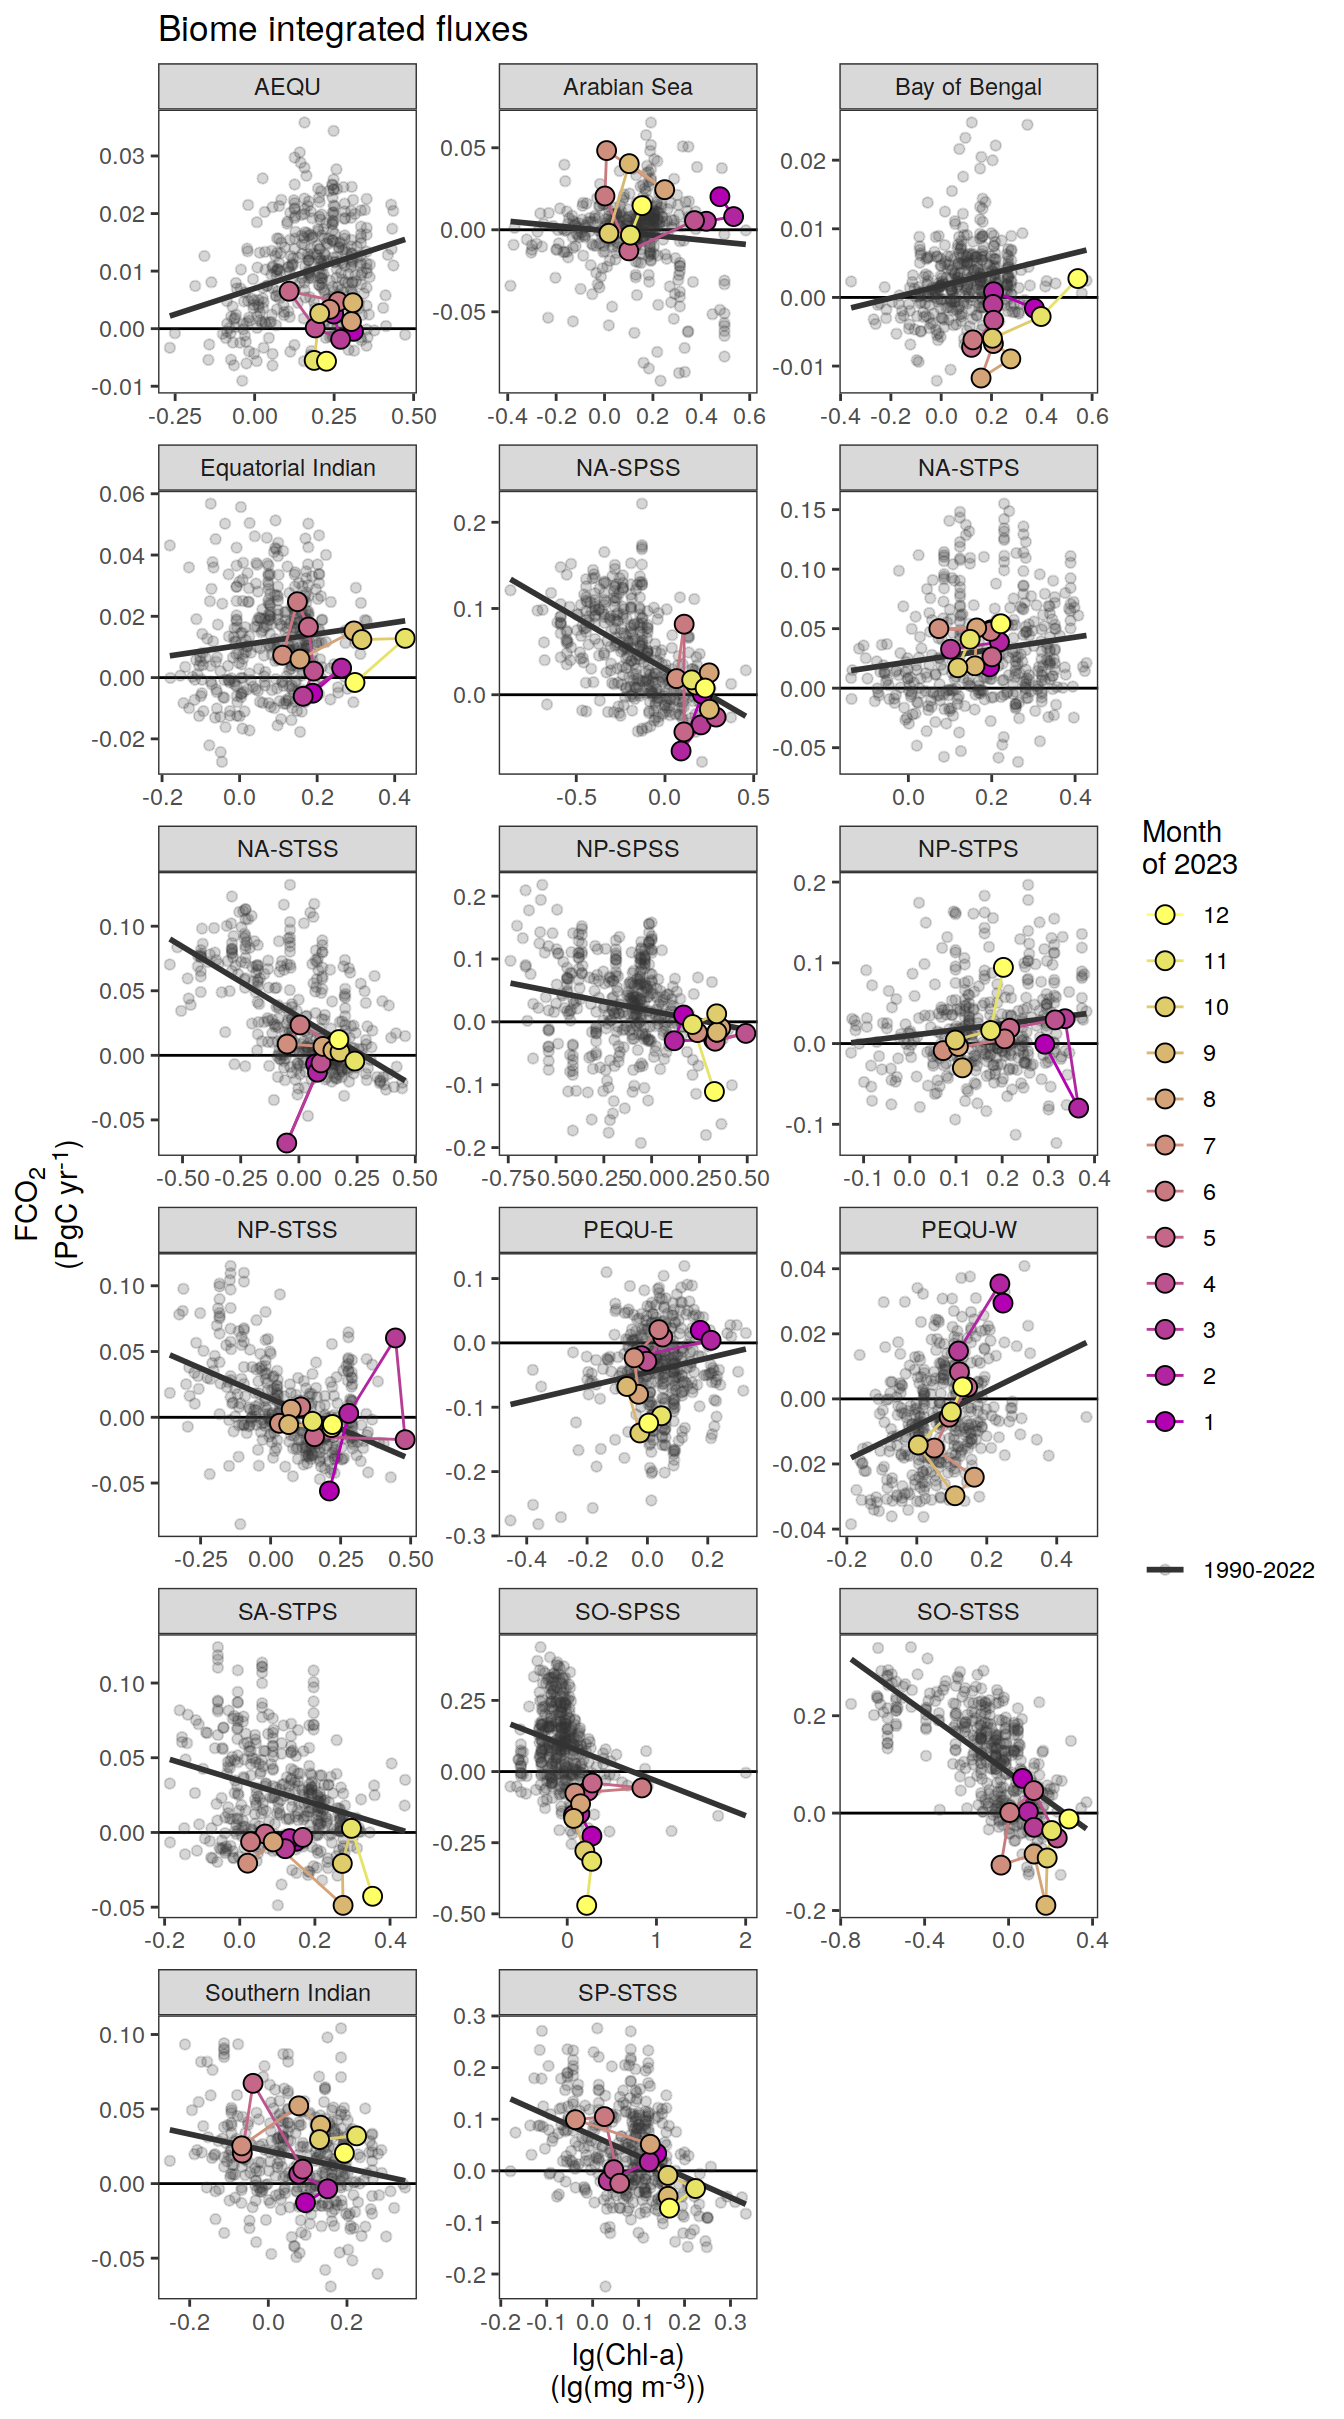 Biome integrated fluxes
AEQU
Arabian Sea
Bay of Bengal
0.03
0.02
0.01
0.00
-0.01
0.05
0.00
-0.05
0.02
0.01
0.00
-0.01
-0.25 0.00 0.25 0.50
-0.4 -0.2 0.0 0.2 0.4 0.6
-0.4 -0.2 0.0 0.2 0.4 0.6
Equatorial Indian
NA-SPSS
NA-STPS
0.06
0.04
0.02
0.00
-0.02
0.2
0.1
0.0
0.15
0.10
0.05
0.00
-0.05
-0.2 0.0 0.2 0.4
-0.5 0.0 0.5
0.0 0.2 0.4
NA-STSS
NP-SPSS
NP-STPS
0.10
0.05
0.00
-0.05
0.2
0.1
0.0
-0.1
-0.2
0.2
0.1
0.0
-0.1
-0.50 -0.25 0.00 0.25 0.50
-0.75 -0.50 -0.25 0.00 0.25 0.50
-0.1 0.0 0.1 0.2 0.3 0.4
NP-STSS
PEQU-E
PEQU-W
0.10
0.05
0.00
-0.05
0.1
0.0
-0.1
-0.2
-0.3
0.04
0.02
0.00
-0.02
-0.04
-0.25 0.00 0.25 0.50
-0.4 -0.2 0.0 0.2
-0.2 0.0 0.2 0.4
SA-STPS
SO-SPSS
SO-STSS
0.10
0.05
0.00
-0.05
0.25
0.00
-0.25
-0.50
0.2
0.0
-0.2
-0.2 0.0 0.2 0.4
0 1 2
-0.8 -0.4 0.0 0.4
Southern Indian
SP-STSS
0.10
0.05
0.00
-0.05
0.3
0.2
0.1
0.0
-0.1
-0.2
-0.2 0.0 0.2
-0.2 -0.1 0.0 0.1 0.2 0.3
lg(Chl-a)
(lg(mg m⁻³))
FCO₂
(PgC yr⁻¹)
Month
of 2023
12
11
10
9
8
7
6
5
4
3
2
1
1990-2022